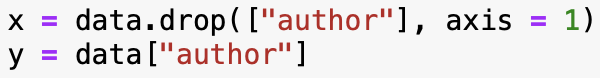 x = data.drop(["author"], axis = 1)
y = data["author"]